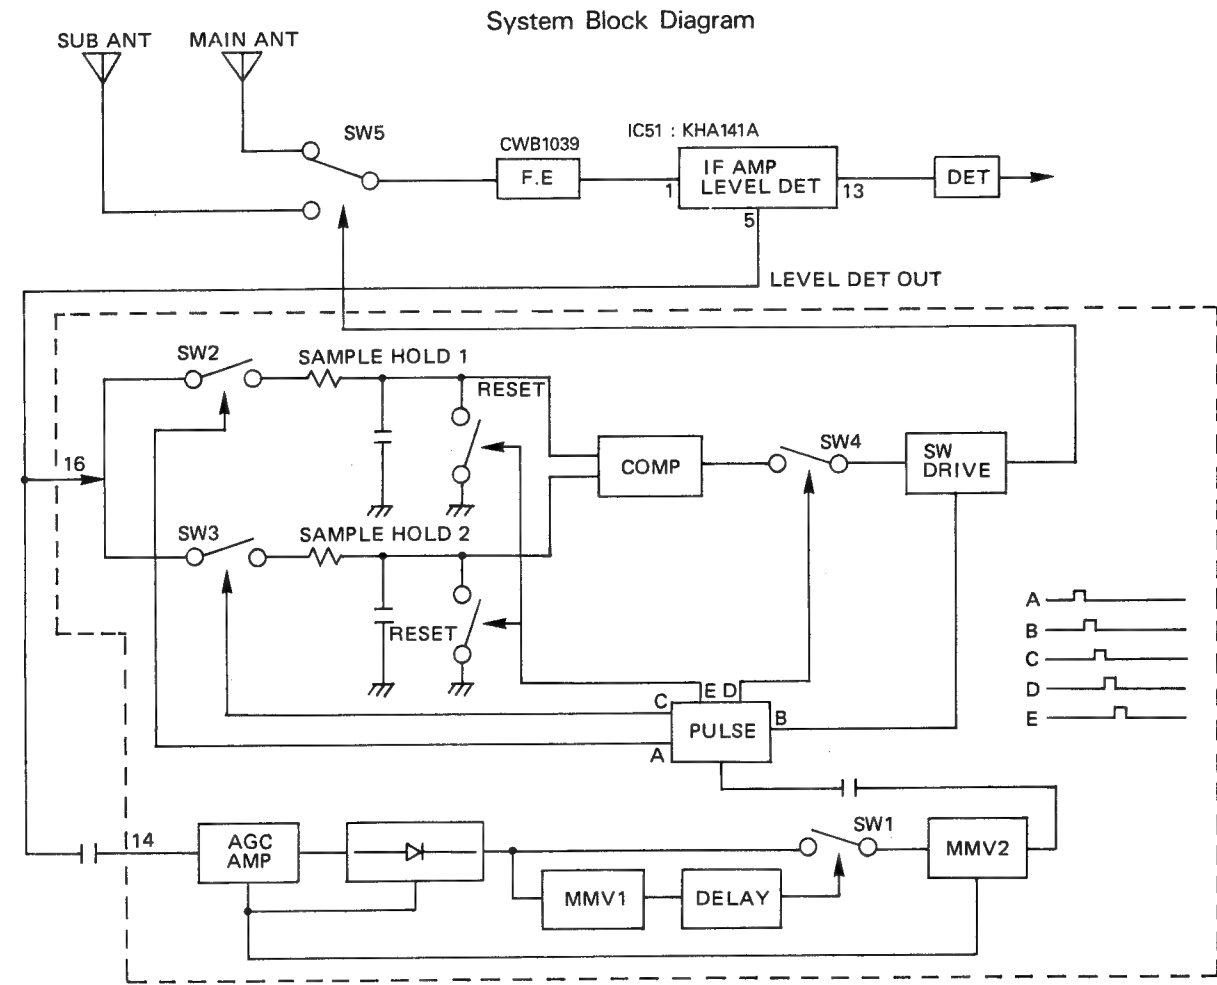 System Block Diagram
SUB ANT
MAIN ANT
SW5
CWB1039
F.E
IC51 : KHA141A
IF AMP
LEVEL DET
1
13
5
DET
LEVEL DET OUT
SW2
SAMPLE HOLD 1
RESET
16
COMP
SW4
SW
DRIVE
SW3
SAMPLE HOLD 2
RESET
A
B
C
D
E
C
E D
B
A
PULSE
14
AGC
AMP
SW1
MMV2
MMV1
DELAY